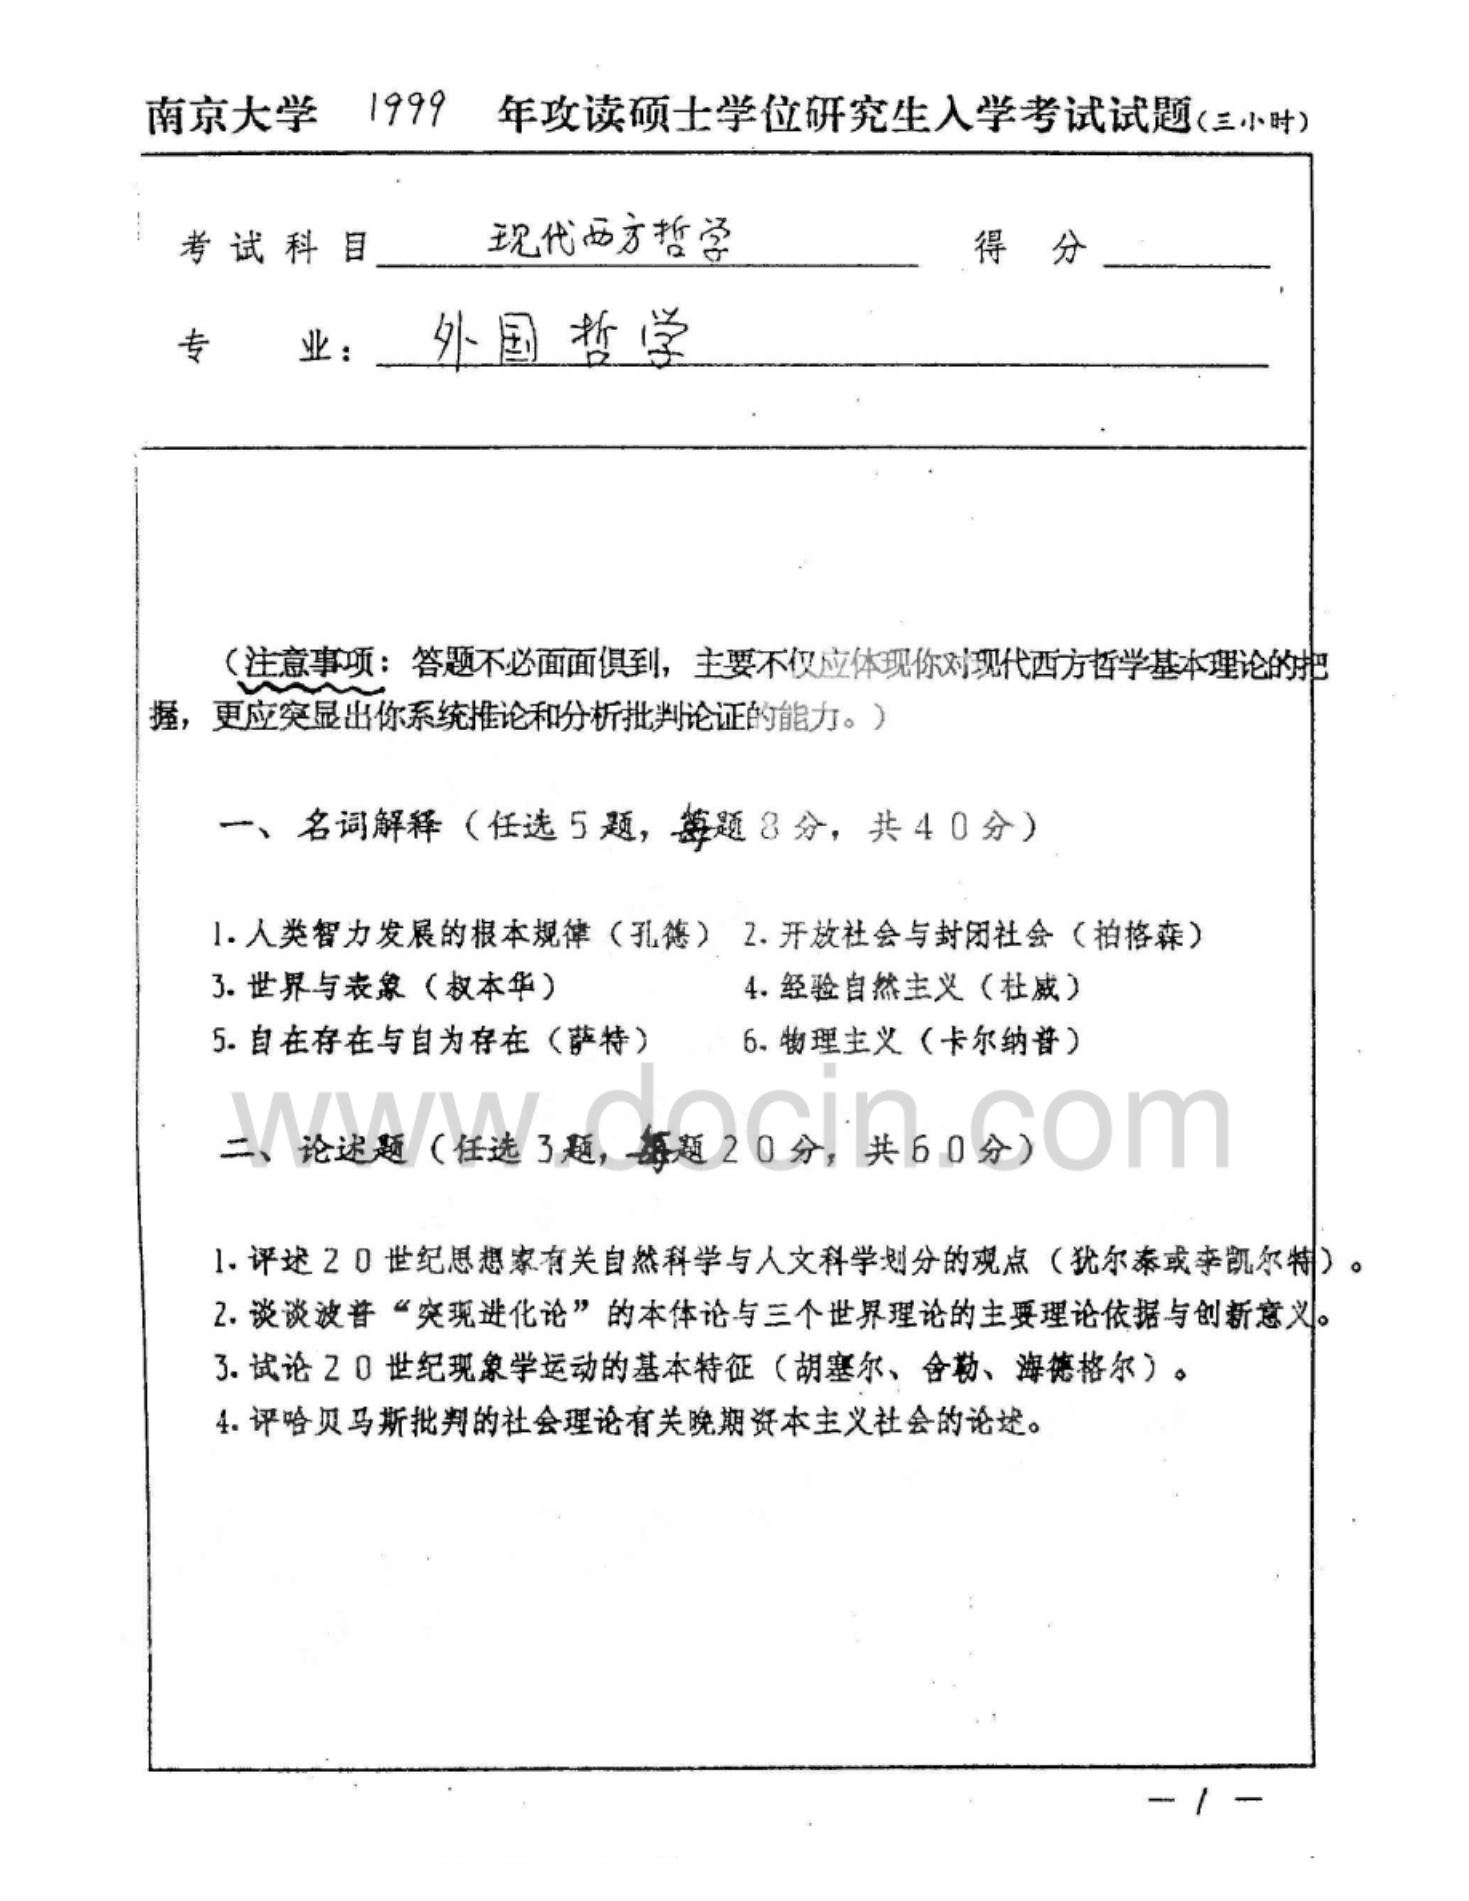 南京大学 1999 年攻读硕士学位研究生入学考试试题(三小时)
考试科目 现代西方哲学 得 分
专 业: 外国哲学
(注意事项: 答题不必面面俱到, 主要不仅应体现你对现代西方哲学基本理论的把
握, 更应突显出你系统推论和分析批判论证的能力。)
一、名词解释(任选5题, 每题8分, 共40分)
1. 人类智力发展的根本规律(孔德) 2. 开放社会与封闭社会(柏格森)
3. 世界与表象(叔本华) 4. 经验自然主义(杜威)
5. 自在存在与自为存在(萨特) 6. 物理主义(卡尔纳普)
www.docin.com
二、论述题(任选3题, 每题20分, 共60分)
1. 评述20世纪思想家有关自然科学与人文科学划分的观点(狄尔泰或李凯尔特)。
2. 谈谈波普“突现进化论”的本体论与三个世界理论的主要理论依据与创新意义。
3. 试论20世纪现象学运动的基本特征(胡塞尔、舍勒、海德格尔)。
4. 评哈贝马斯批判的社会理论有关晚期资本主义社会的论述。
— 1 —